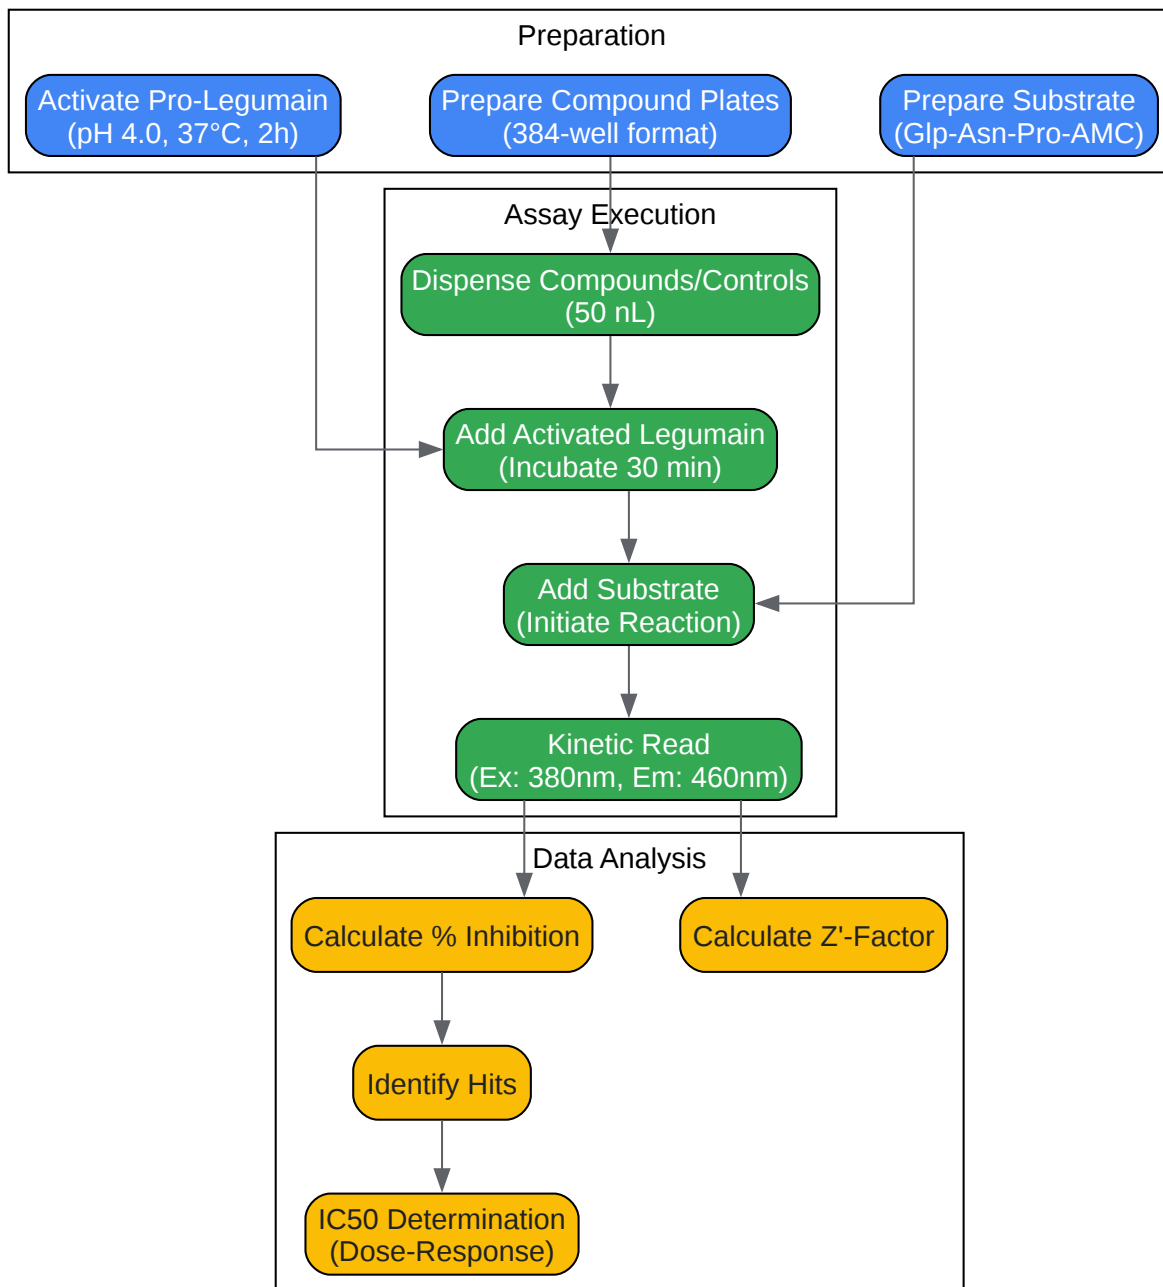 Preparation
Activate Pro-Legumain
(pH 4.0, 37°C, 2h)
Prepare Compound Plates
(384-well format)
Prepare Substrate
(Glp-Asn-Pro-AMC)
Assay Execution
Dispense Compounds/Controls
(50 nL)
Add Activated Legumain
(Incubate 30 min)
Add Substrate
(Initiate Reaction)
Kinetic Read
(Ex: 380nm, Em: 460nm)
Data Analysis
Calculate % Inhibition
Calculate Z'-Factor
Identify Hits
IC50 Determination
(Dose-Response)